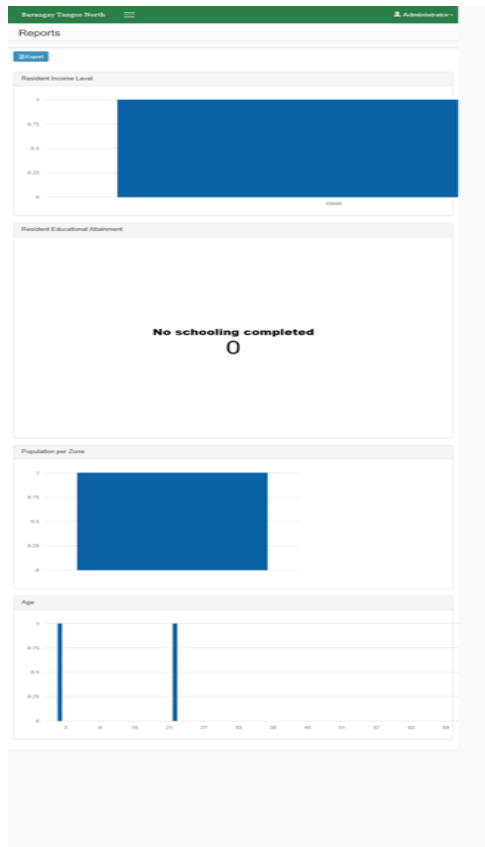 Barangay Tangos North
Administrator
Reports
Export
Resident Income Level
1
0.75
0.5
0.25
0
Resident Educational Attainment
No schooling completed
0
Population per Zone
1
0.75
0.5
0.25
0
Age
1
0.75
0.5
0.25
0
3 9 15 21 27 33 39 45 51 57 63 69